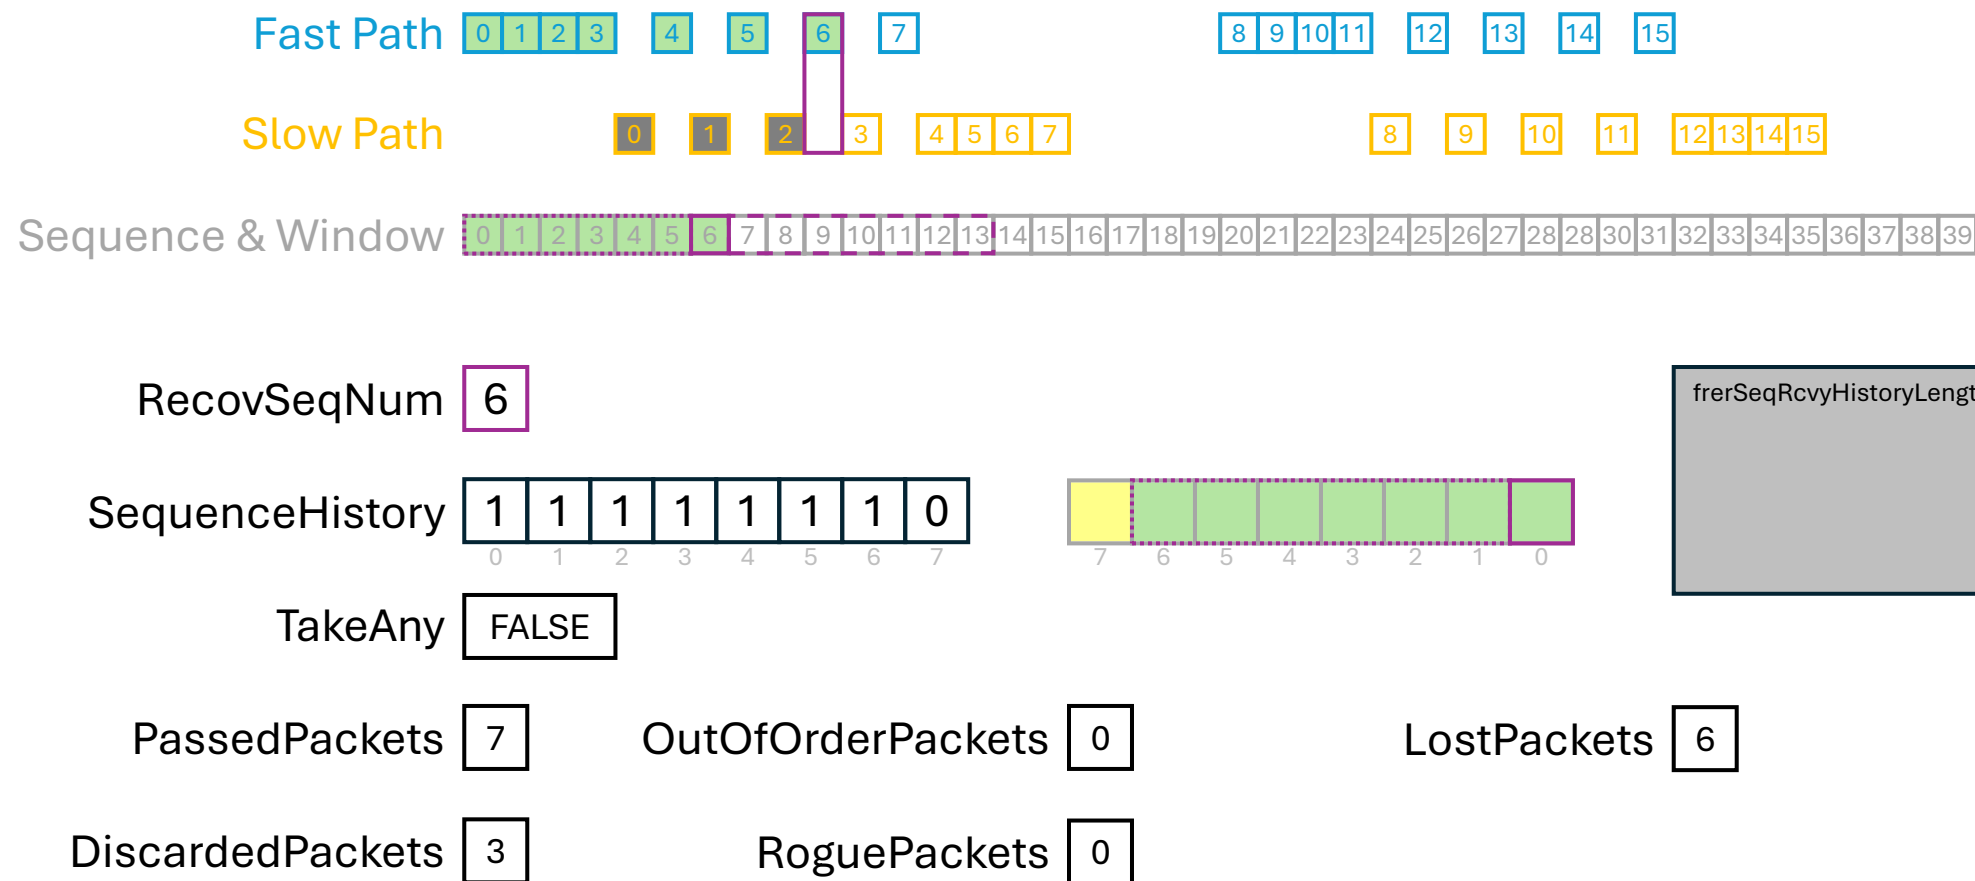 Fast Path 0 1 2 3 4 5 6 7 8 9 10 11 12 13 14 15
Slow Path 0 1 2 3 4 5 6 7 8 9 10 11 12 13 14 15
Sequence & Window 0 1 2 3 4 5 6 7 8 9 10 11 12 13 14 15 16 17 18 19 20 21 22 23 24 25 26 27 28 28 30 31 32 33 34 35 36 37 38 39
RecovSeqNum 6
frerSeqRcvyHistoryLengt
SequenceHistory 1 1 1 1 1 1 1 0
0 1 2 3 4 5 6 7 7 6 5 4 3 2 1 0
TakeAny FALSE
PassedPackets 7 OutOfOrderPackets 0 LostPackets 6
DiscardedPackets 3 RoguePackets 0